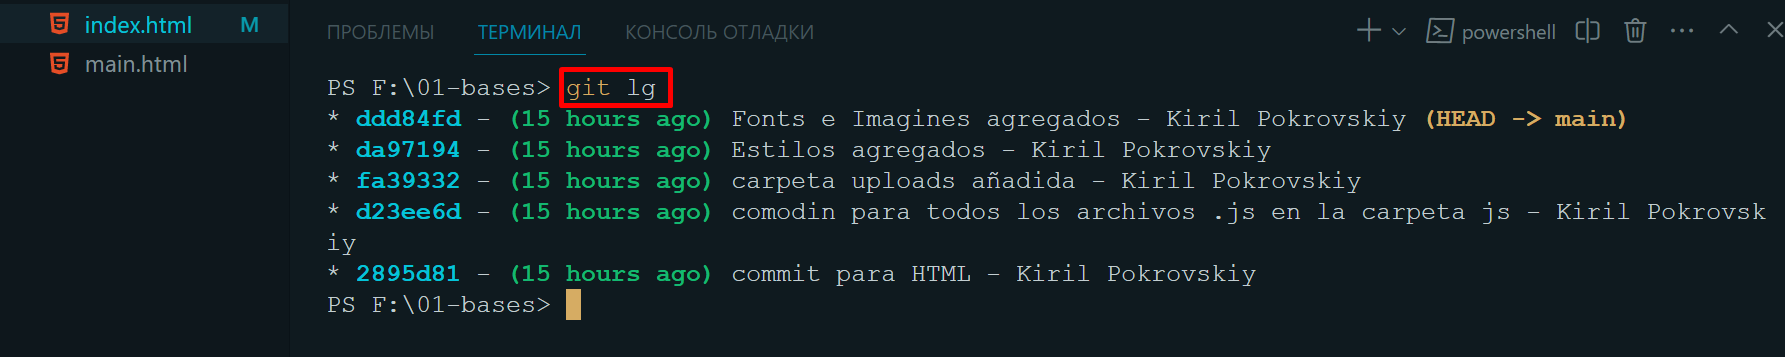 index.html M
main.html
ПРОБЛЕМЫ ТЕРМИНАЛ КОНСОЛЬ ОТЛАДКИ powershell
PS F:\01-bases> git lg
* ddd84fd - (15 hours ago) Fonts e Imagines agregados - Kiril Pokrovskiy (HEAD -> main)
* da97194 - (15 hours ago) Estilos agregados - Kiril Pokrovskiy
* fa39332 - (15 hours ago) carpeta uploads añadida - Kiril Pokrovskiy
* d23ee6d - (15 hours ago) comodin para todos los archivos .js en la carpeta js - Kiril Pokrovsk
iy
* 2895d81 - (15 hours ago) commit para HTML - Kiril Pokrovskiy
PS F:\01-bases>